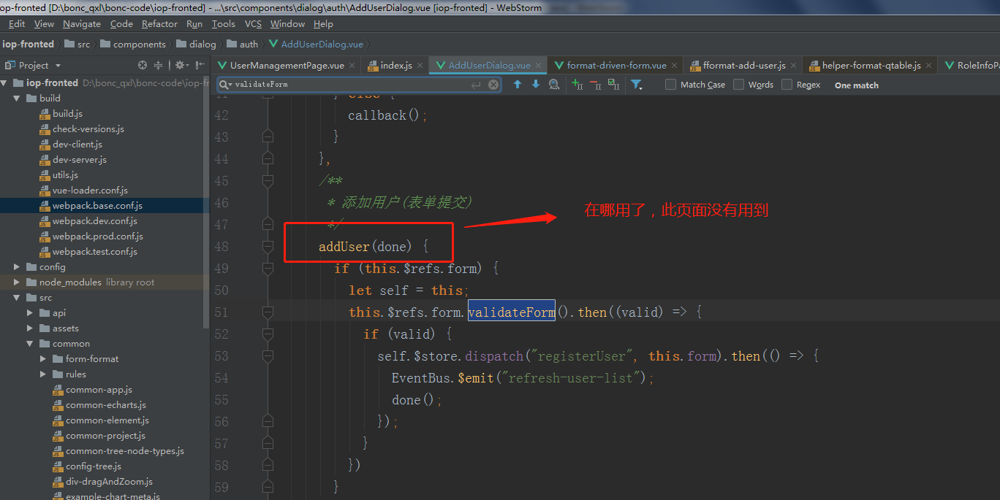 op-fronted [D:\bonc_qxl\bonc-code\iop-fronted] - ...\src\components\dialog\auth\AddUserDialog.vue [iop-fronted] - WebStorm
Edit View Navigate Code Refactor Run Tools VCS Window Help
iop-fronted src components dialog auth AddUserDialog.vue
Project
UserManagementPage.vue index.js AddUserDialog.vue format-driven-form.vue fformat-add-user.js helper-format-qtable.js RoleInfoPa
validateForm Match Case Words Regex One match
iop-fronted D:\bonc_qxl\bonc-code\iop-fr
build
build.js
check-versions.js
dev-client.js
dev-server.js
utils.js
vue-loader.conf.js
webpack.base.conf.js
webpack.dev.conf.js
webpack.prod.conf.js
webpack.test.conf.js
config
node_modules library root
src
api
assets
common
form-format
rules
common-app.js
common-echarts.js
common-element.js
common-project.js
common-tree-node-types.js
config-tree.js
div-dragAndZoom.js
example-chart-meta.js
41 } else {
42 callback();
43 }
44 },
45 /**
46 * 添加用户(表单提交)
47 */
在哪用了，此页面没有用到
48 addUser(done) {
49 if (this.$refs.form) {
50 let self = this;
51 this.$refs.form.validateForm().then((valid) => {
52 if (valid) {
53 self.$store.dispatch("registerUser", this.form).then(() => {
54 EventBus.$emit("refresh-user-list");
55 done();
56 });
57 }
58 })
59 }